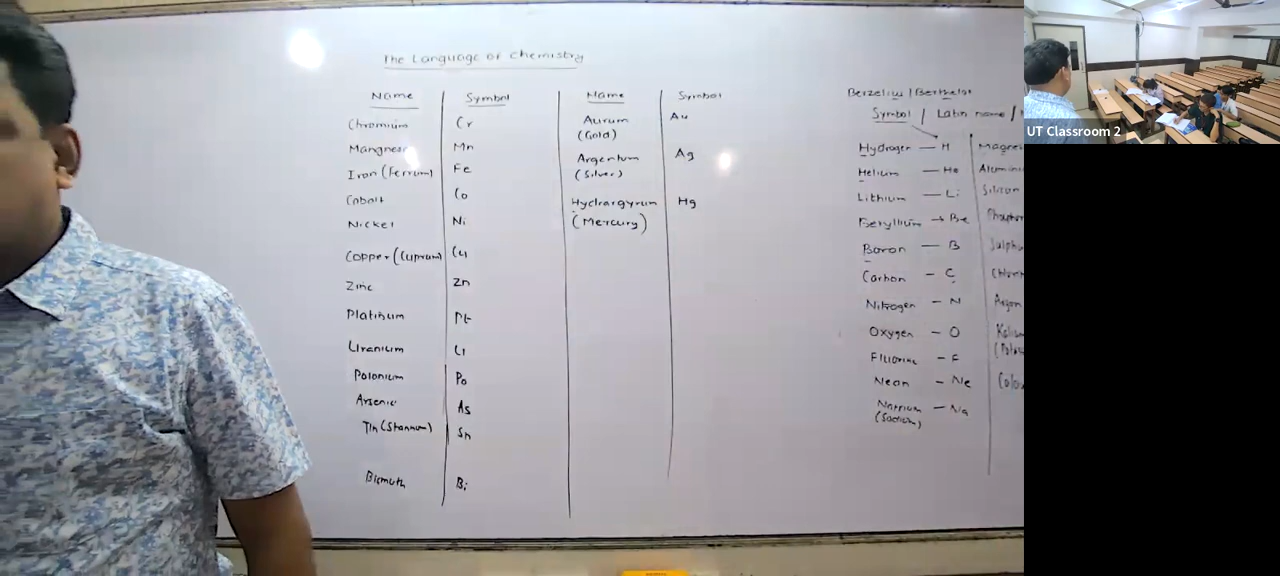 The Language of Chemistry
Name Symbol
Chromium Cr
Manganese Mn
Iron (Ferrum) Fe
Cobalt Co
Nickel Ni
Copper (Cuprum) Cu
Zinc Zn
Platinum Pt
Uranium U
Polonium Po
Arsenic As
Tin (Stannum) Sn
Bismuth Bi
Name Symbol
Aurum Au
(Gold)
Argentum Ag
(Silver)
Hydrargyrum Hg
(Mercury)
Berzelius / Berthelot
Symbol / Latin name /
Hydrogen — H
Helium — He
Lithium — Li
Beryllium → Be
Boron — B
Carbon - C
Nitrogen - N
Oxygen - O
Fluorine - F
Neon - Ne
Natrium - Na
(Sodium)
Silicon
Argon
UT Classroom 2